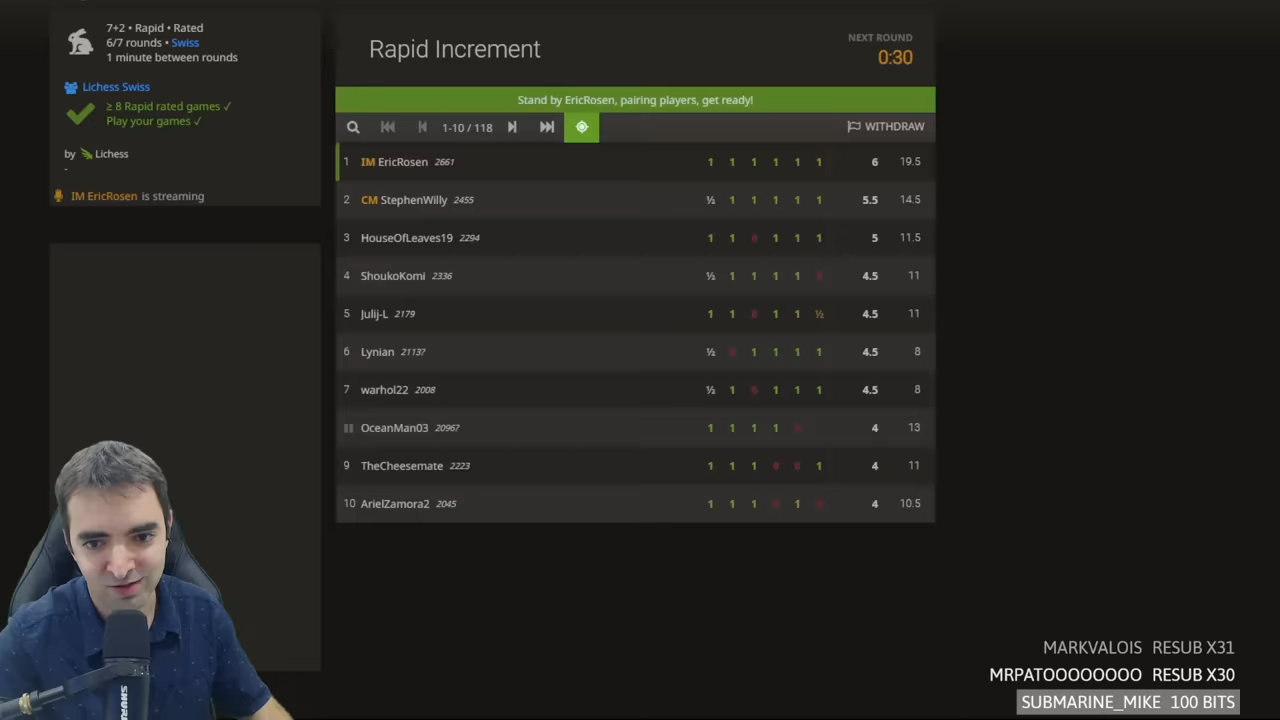 7+2 • Rapid • Rated
6/7 rounds • Swiss
1 minute between rounds
Lichess Swiss
≥ 8 Rapid rated games ✓
Play your games ✓
by Lichess
-
IM EricRosen is streaming
Rapid Increment
NEXT ROUND
0:30
Stand by EricRosen, pairing players, get ready!
1-10 / 118 WITHDRAW
1 IM EricRosen 2661 1 1 1 1 1 1 6 19.5
2 CM StephenWilly 2455 ½ 1 1 1 1 1 5.5 14.5
3 HouseOfLeaves19 2294 1 1 0 1 1 1 5 11.5
4 ShoukoKomi 2336 ½ 1 1 1 1 0 4.5 11
5 Julij-L 2179 1 1 0 1 1 ½ 4.5 11
6 Lynian 2113? ½ 0 1 1 1 1 4.5 8
7 warhol22 2008 ½ 1 0 1 1 1 4.5 8
OceanMan03 2096? 1 1 1 1 0 4 13
9 TheCheesemate 2223 1 1 1 0 0 1 4 11
10 ArielZamora2 2045 1 1 1 0 1 0 4 10.5
MARKVALOIS RESUB X31
MRPATOOOOOOOO RESUB X30
SUBMARINE_MIKE 100 BITS
SHURE